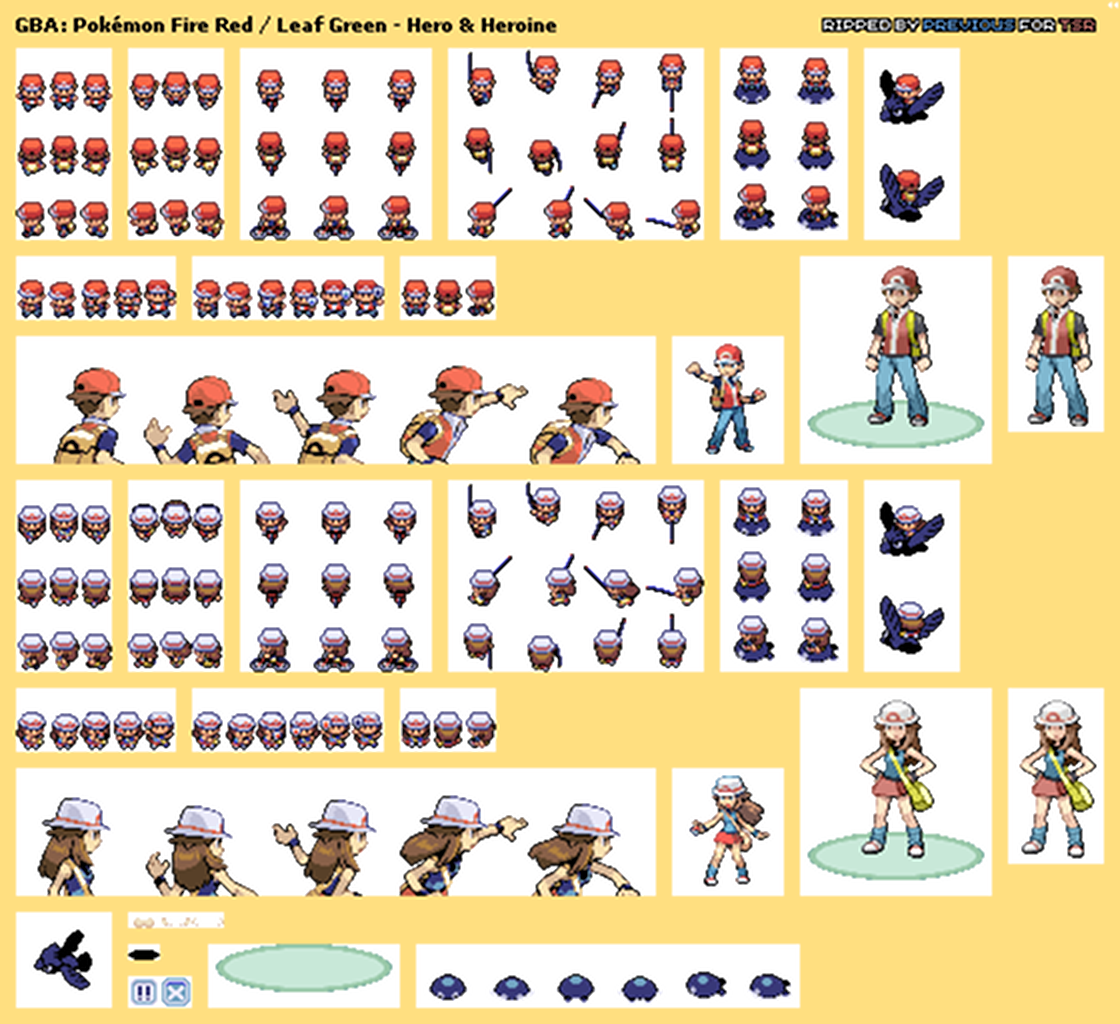 GBA: Pokémon Fire Red / Leaf Green - Hero & Heroine
RIPPED BY PREVIOUS FOR TSR